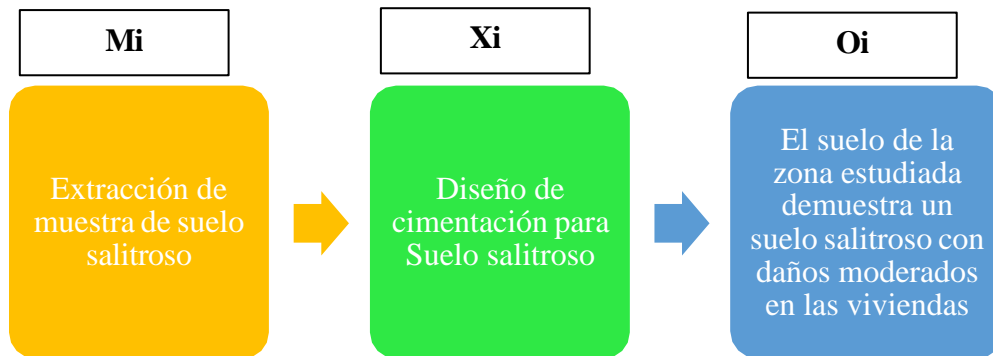 Mi
Xi
Oi
Extracción de
muestra de suelo
salitroso
Diseño de
cimentación para
Suelo salitroso
El suelo de la
zona estudiada
demuestra un
suelo salitroso con
daños moderados
en las viviendas